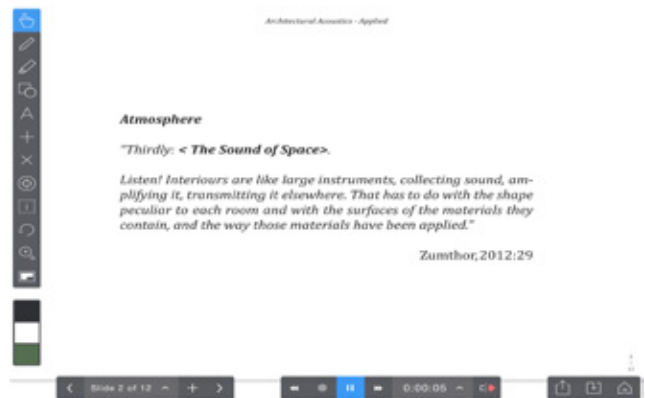 Architectural Acoustics - Applied
Atmosphere
"Thirdly: < The Sound of Space>.
Listen! Interiours are like large instruments, collecting sound, am-
plifying it, transmitting it elsewhere. That has to do with the shape
peculiar to each room and with the surfaces of the materials they
contain, and the way those materials have been applied."
Zumthor,2012:29
Slide 2 of 12
0:00:05